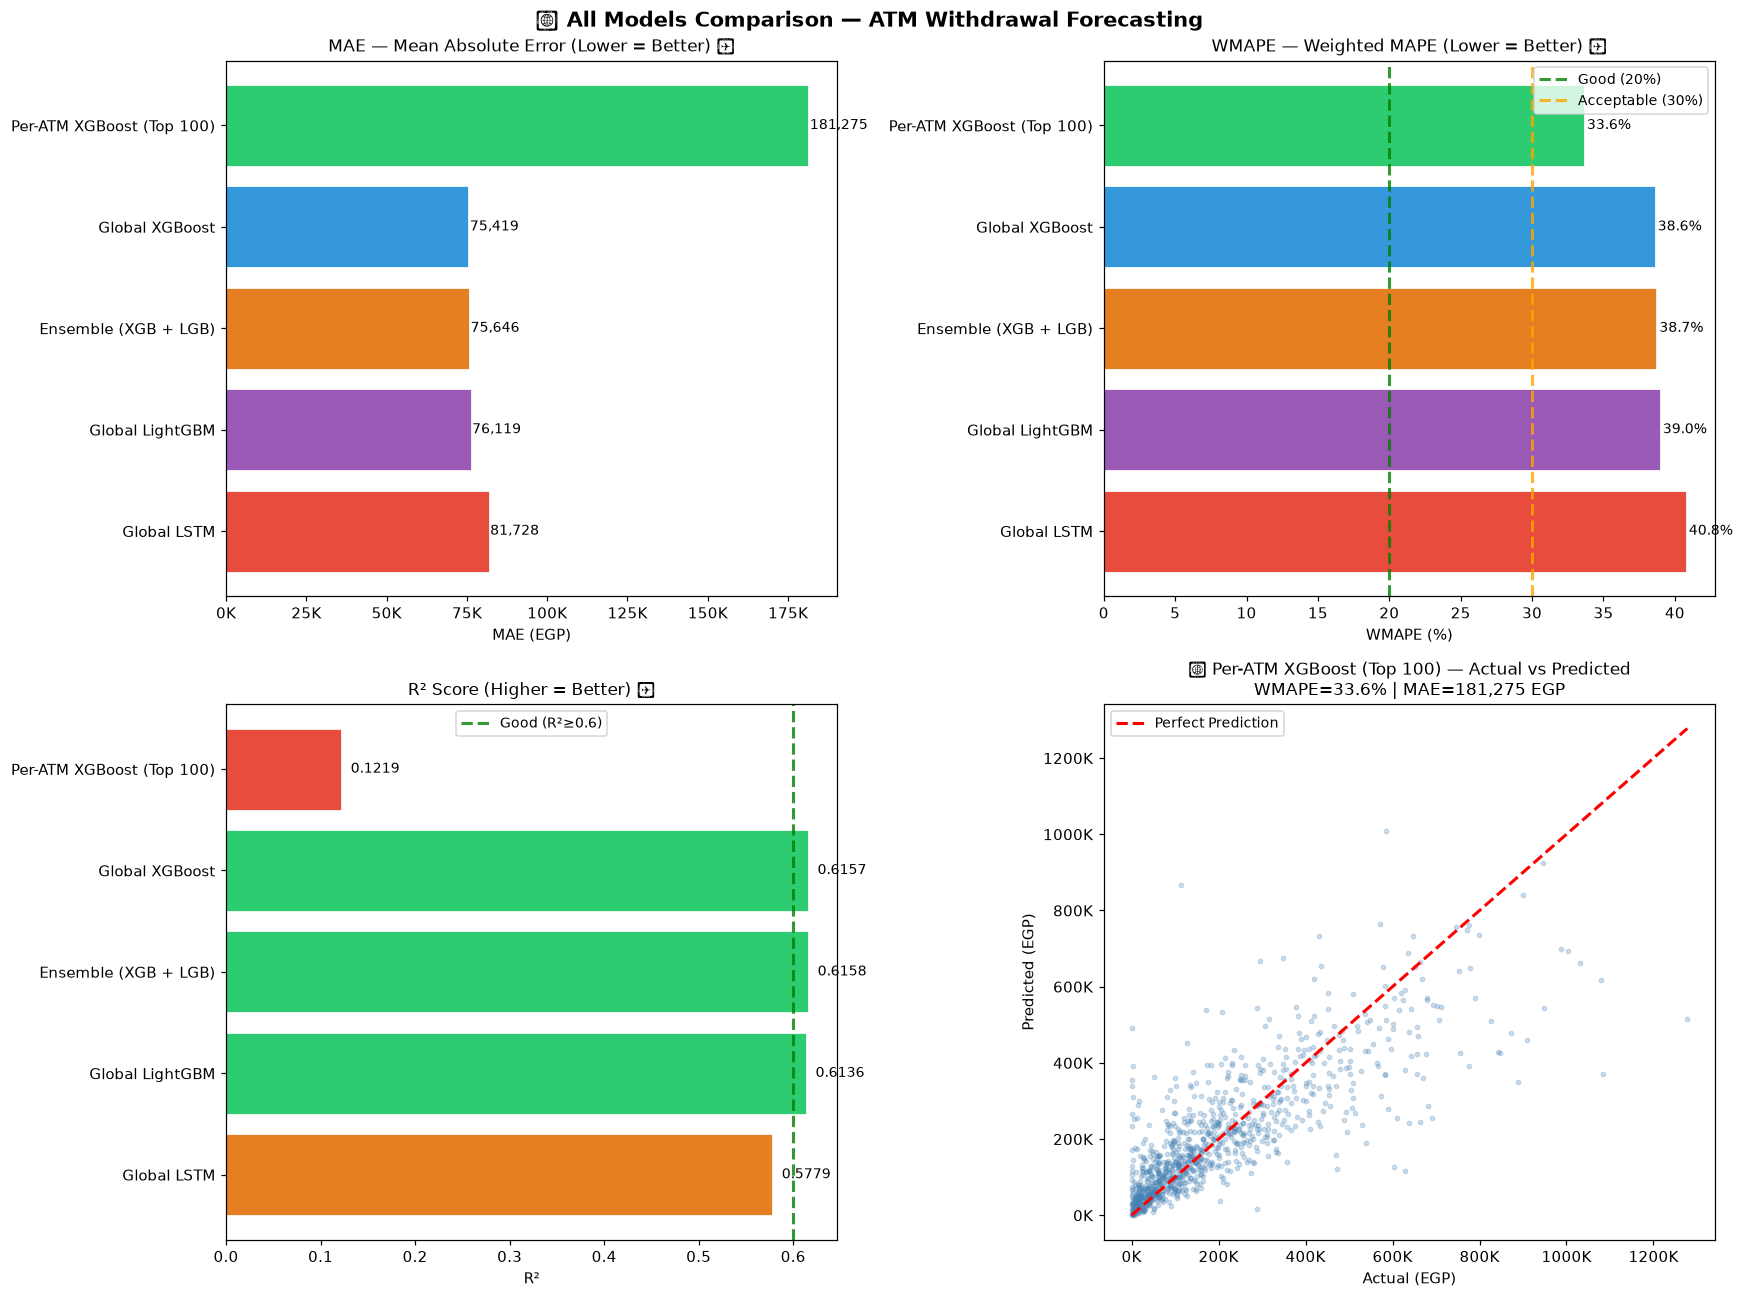 All Models Comparison — ATM Withdrawal Forecasting
MAE — Mean Absolute Error (Lower = Better)
Per-ATM XGBoost (Top 100)
181,275
Global XGBoost
75,419
Ensemble (XGB + LGB)
75,646
Global LightGBM
76,119
Global LSTM
81,728
0K 25K 50K 75K 100K 125K 150K 175K
MAE (EGP)
WMAPE — Weighted MAPE (Lower = Better)
Good (20%)
Acceptable (30%)
Per-ATM XGBoost (Top 100)
33.6%
Global XGBoost
38.6%
Ensemble (XGB + LGB)
38.7%
Global LightGBM
39.0%
Global LSTM
40.8%
0 5 10 15 20 25 30 35 40
WMAPE (%)
R² Score (Higher = Better)
Good (R²≥0.6)
Per-ATM XGBoost (Top 100)
0.1219
Global XGBoost
0.6157
Ensemble (XGB + LGB)
0.6158
Global LightGBM
0.6136
Global LSTM
0.5779
0.0 0.1 0.2 0.3 0.4 0.5 0.6
R²
Per-ATM XGBoost (Top 100) — Actual vs Predicted
WMAPE=33.6% | MAE=181,275 EGP
Perfect Prediction
1200K
1000K
800K
600K
400K
200K
0K
Predicted (EGP)
0K 200K 400K 600K 800K 1000K 1200K
Actual (EGP)